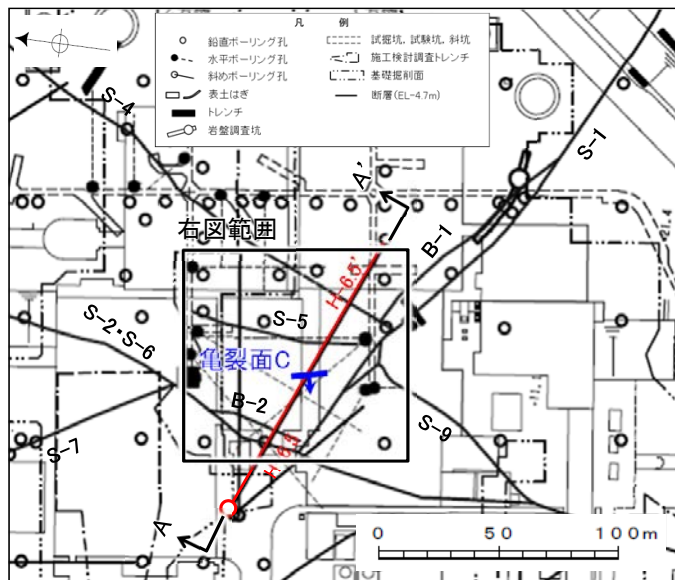 凡 例
鉛直ボーリング孔
水平ボーリング孔
斜めボーリング孔
表土はぎ
トレンチ
岩盤調査坑
試掘坑, 試験坑, 斜坑
施工検討調査トレンチ
基礎掘削面
断層(EL-4.7m)
S-4
S-1
A'
右図範囲
B-1
21.4
H-6.5'
S-2・S-6
S-5
亀裂面C
B-2
S-9
S-7
H-6.5'
A
0 50 100m